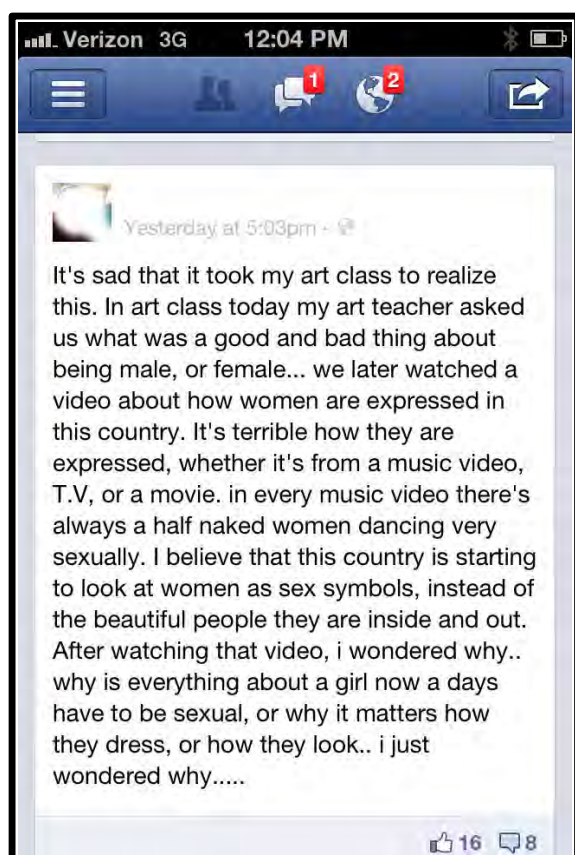 Verizon 3G 12:04 PM
1 2
Yesterday at 5:03pm
It's sad that it took my art class to realize
this. In art class today my art teacher asked
us what was a good and bad thing about
being male, or female... we later watched a
video about how women are expressed in
this country. It's terrible how they are
expressed, whether it's from a music video,
T.V, or a movie. in every music video there's
always a half naked women dancing very
sexually. I believe that this country is starting
to look at women as sex symbols, instead of
the beautiful people they are inside and out.
After watching that video, i wondered why..
why is everything about a girl now a days
have to be sexual, or why it matters how
they dress, or how they look.. i just
wondered why.....
16 8